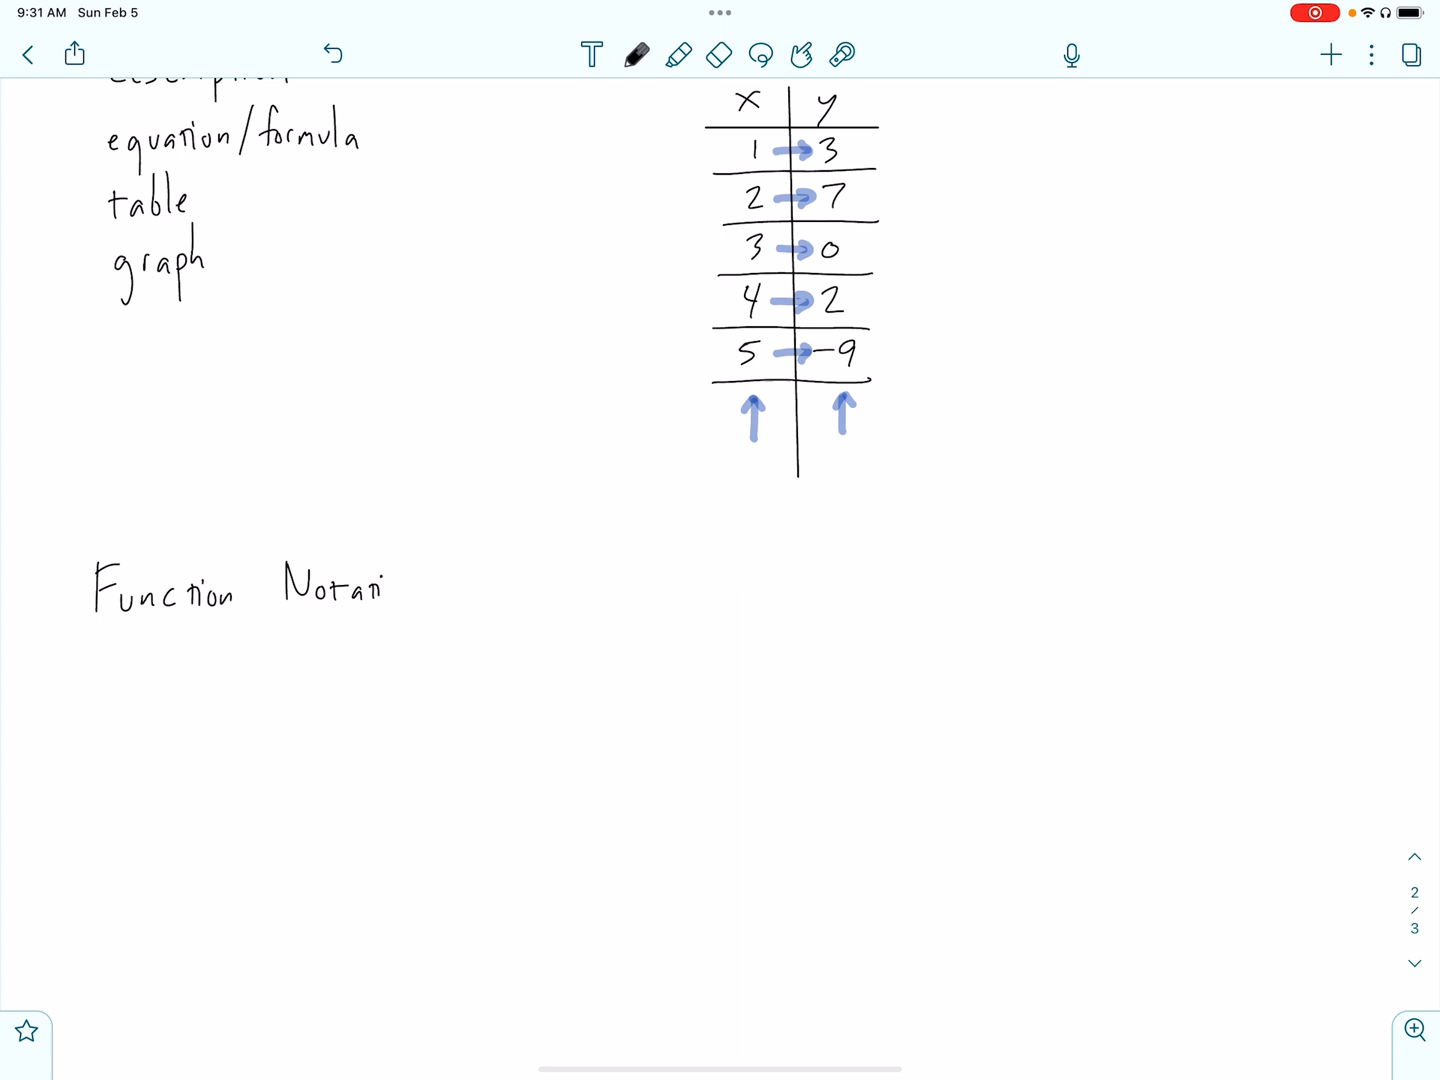 9:31 AM Sun Feb 5
equation/formula
table
graph
x y
1 3
2 7
3 0
4 2
5 -9
Function Notati
2
/
3